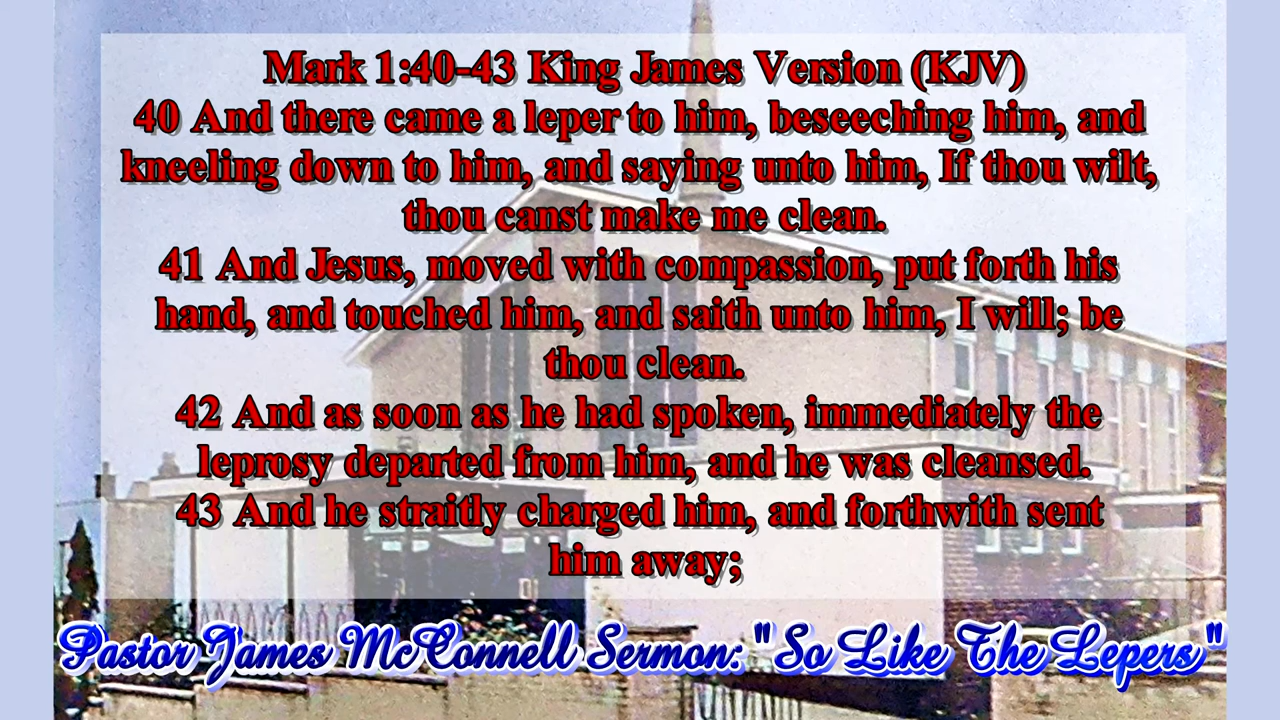 Mark 1:40-43 King James Version (KJV)
40 And there came a leper to him, beseeching him, and
kneeling down to him, and saying unto him, If thou wilt,
thou canst make me clean.
41 And Jesus, moved with compassion, put forth his
hand, and touched him, and saith unto him, I will; be
thou clean.
42 And as soon as he had spoken, immediately the
leprosy departed from him, and he was cleansed.
43 And he straitly charged him, and forthwith sent
him away;
Pastor James McConnell Sermon: "So Like The Lepers"